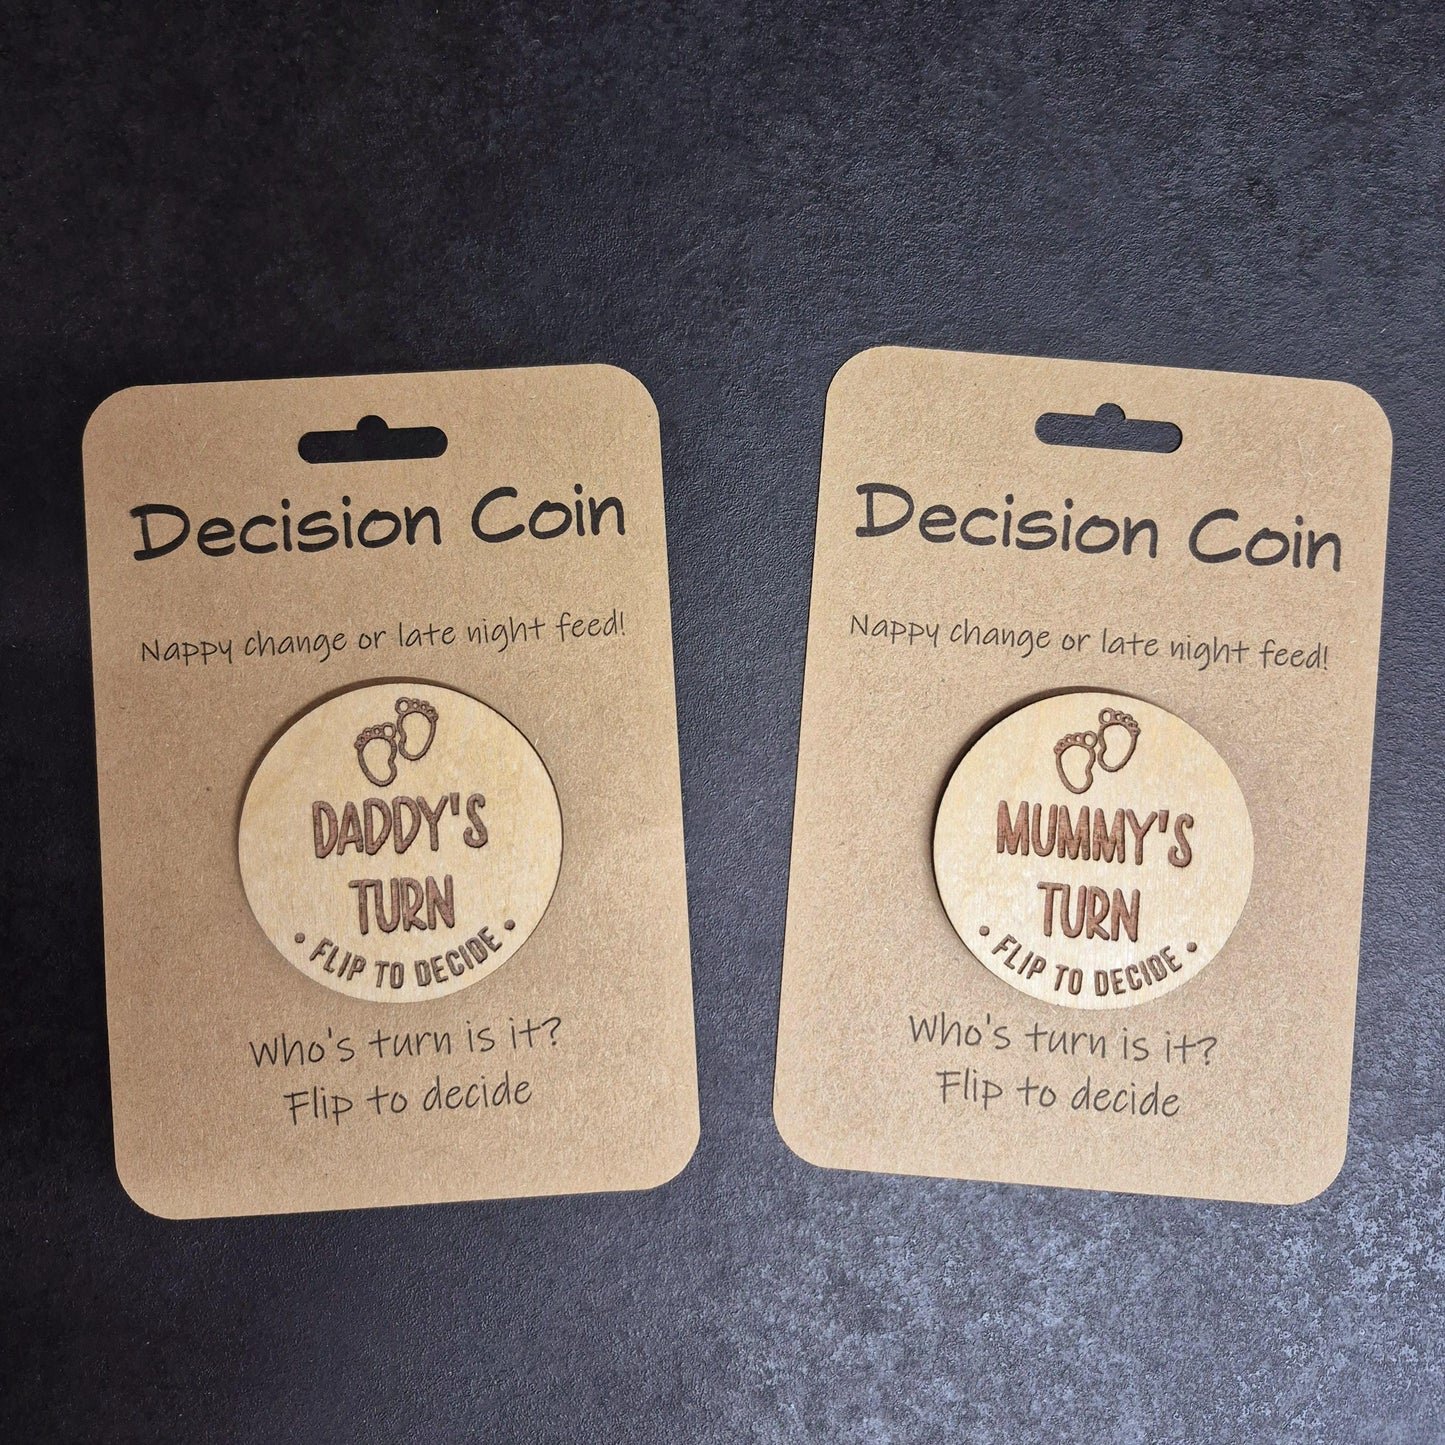 Decision Coin
Nappy change or late night feed!
DADDY'S
TURN
• FLIP TO DECIDE •
Who's turn is it?
Flip to decide
Decision Coin
Nappy change or late night feed!
MUMMY'S
TURN
• FLIP TO DECIDE •
Who's turn is it?
Flip to decide